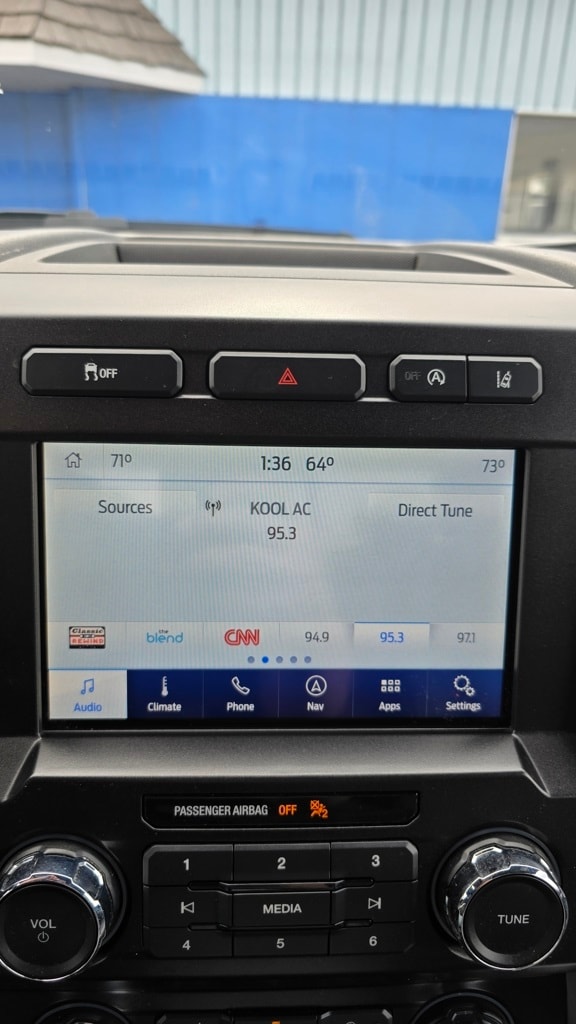 OFF
OFF A
71° 1:36 64° 73°
Sources KOOL AC Direct Tune
95.3
Classic REWIND the blend CNN 94.9 95.3 97.1
Audio Climate Phone Nav Apps Settings
PASSENGER AIRBAG OFF 2
1 2 3
VOL MEDIA TUNE
4 5 6